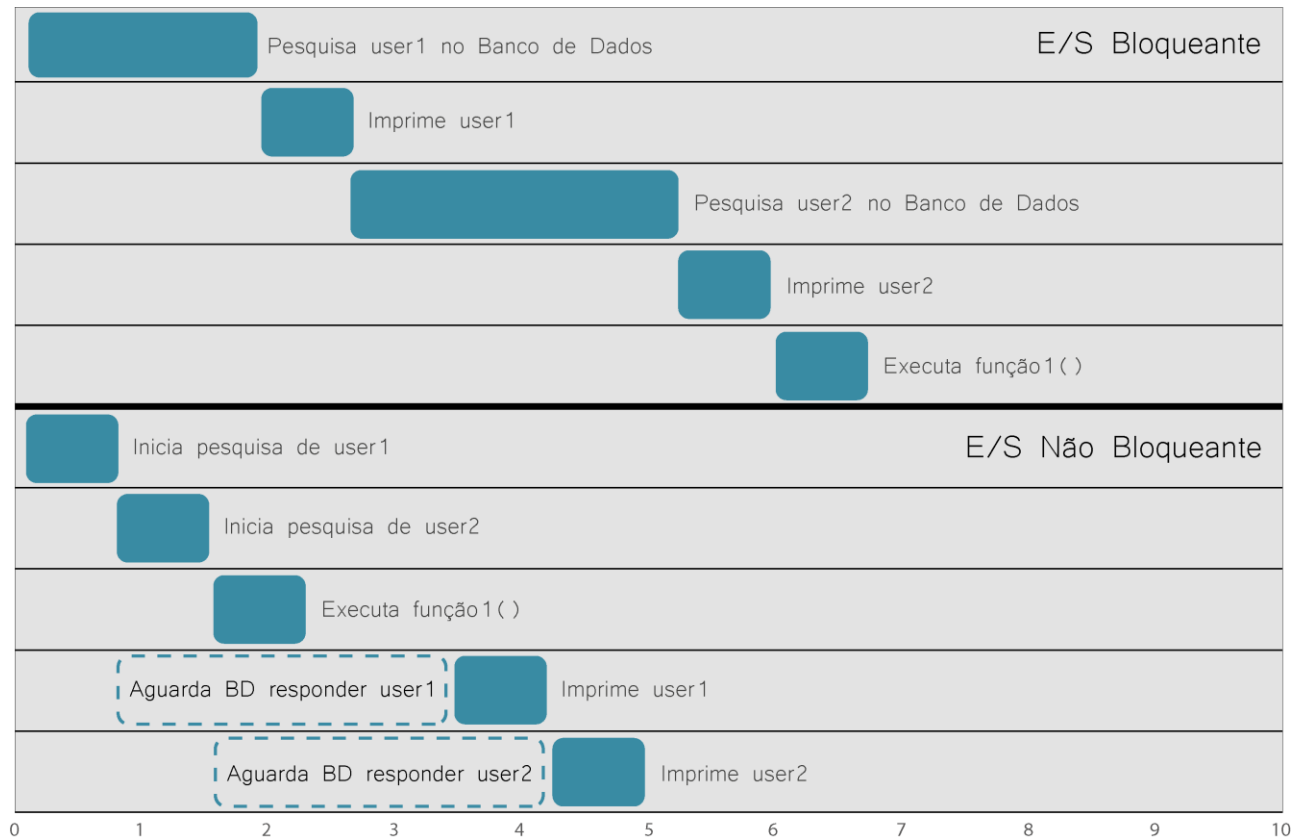 Pesquisa user1 no Banco de Dados
E/S Bloqueante
Imprime user1
Pesquisa user2 no Banco de Dados
Imprime user2
Executa função1()
Inicia pesquisa de user1
E/S Não Bloqueante
Inicia pesquisa de user2
Executa função1()
Aguarda BD responder user1
Imprime user1
Aguarda BD responder user2
Imprime user2
0 1 2 3 4 5 6 7 8 9 10